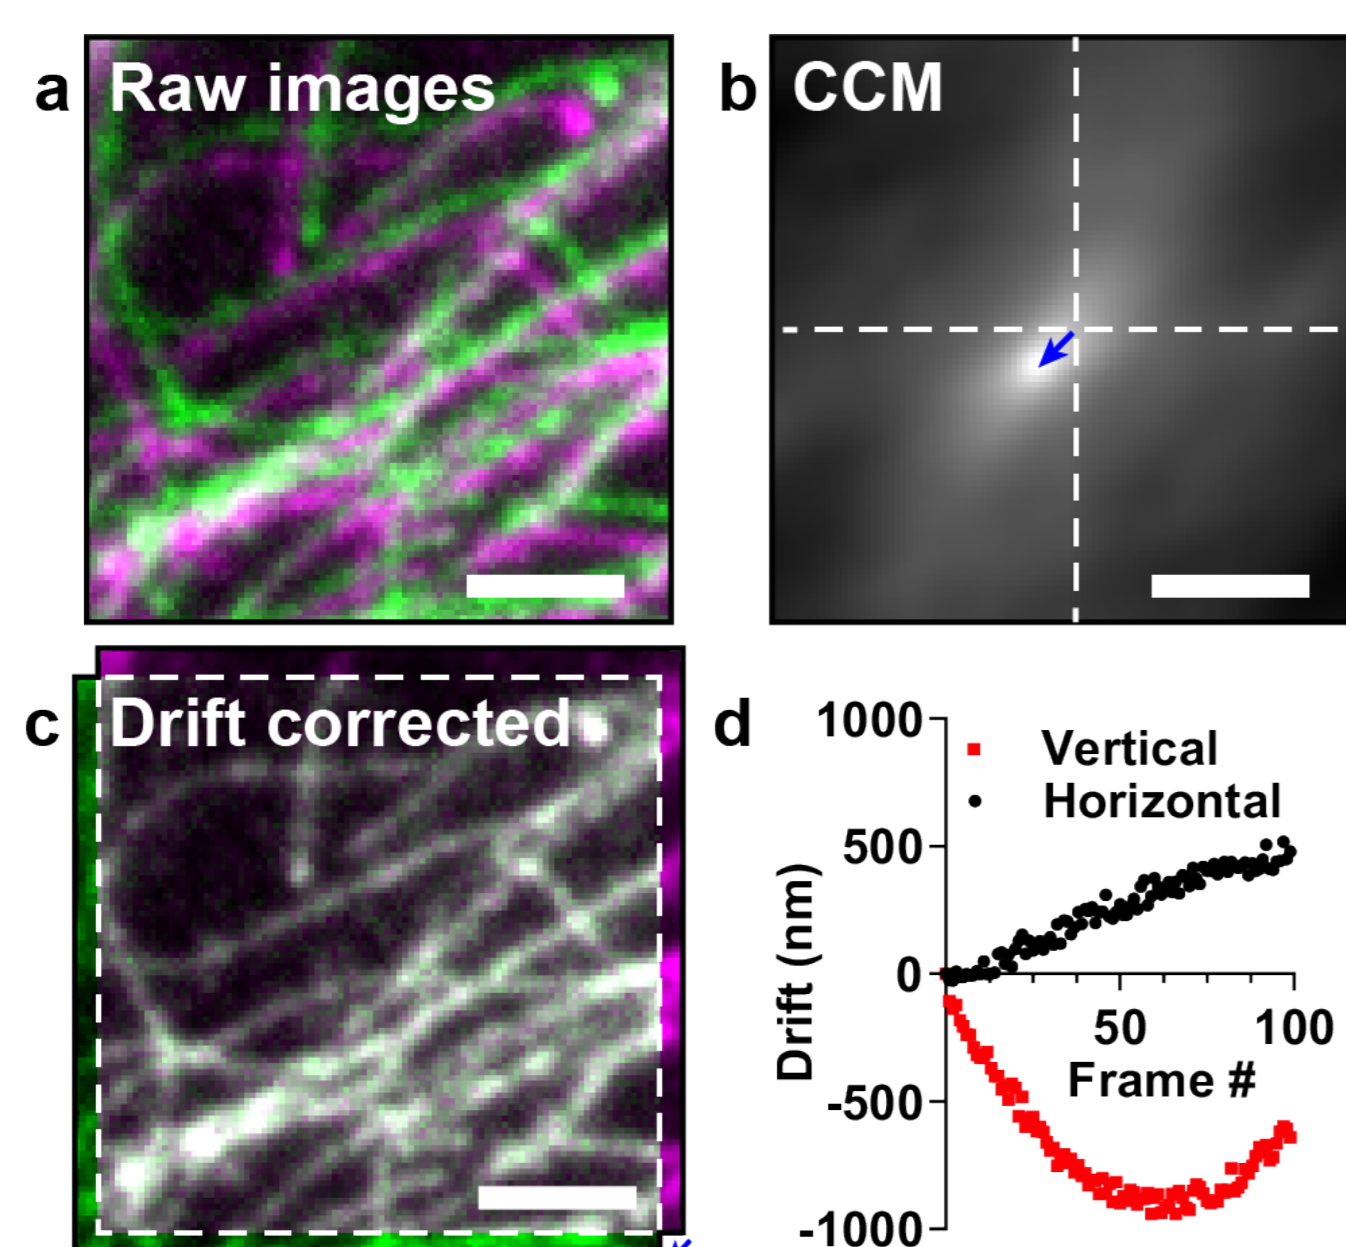 a Raw images
b CCM
c Drift corrected
d
Vertical
Horizontal
1000
500
0
-500
-1000
Drift (nm)
50
100
Frame #